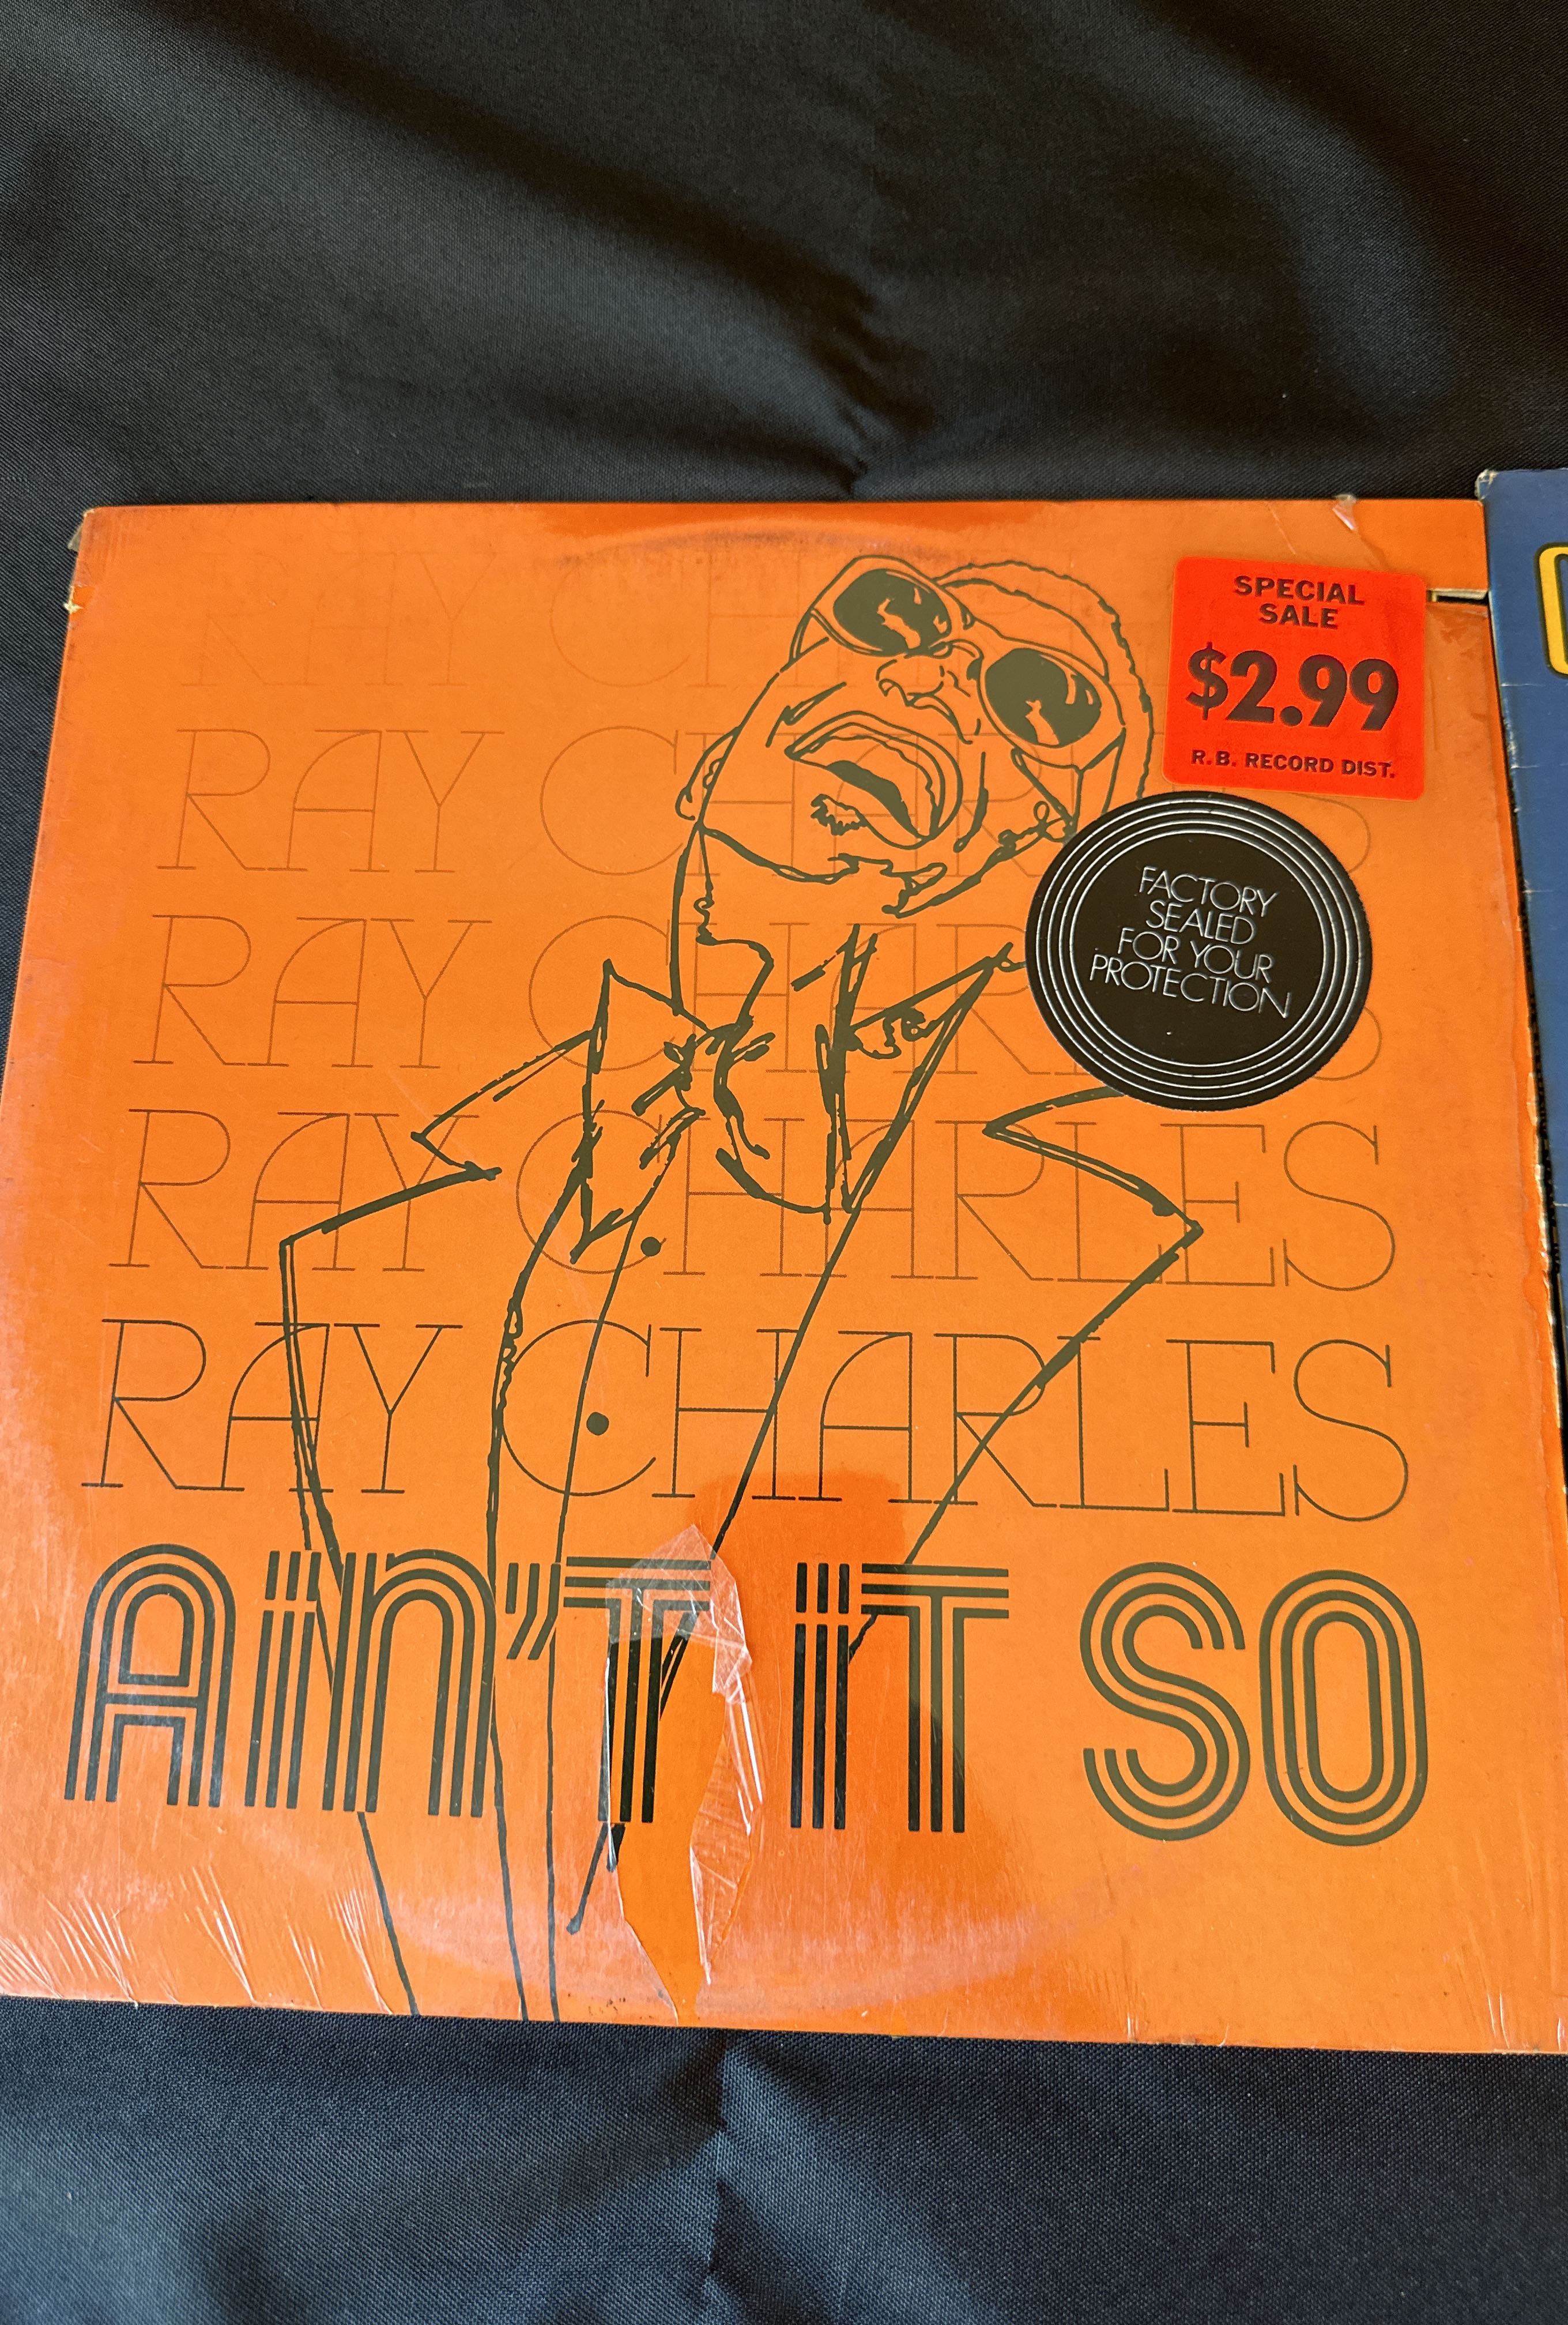 RAY CHARLES
RAY CHARLES
RAY CHARLES
RAY CHARLES
RAY CHARLES
AiN'T iT SO
SPECIAL
SALE
$2.99
R.B. RECORD DIST.
FACTORY
SEALED
FOR YOUR
PROTECTION